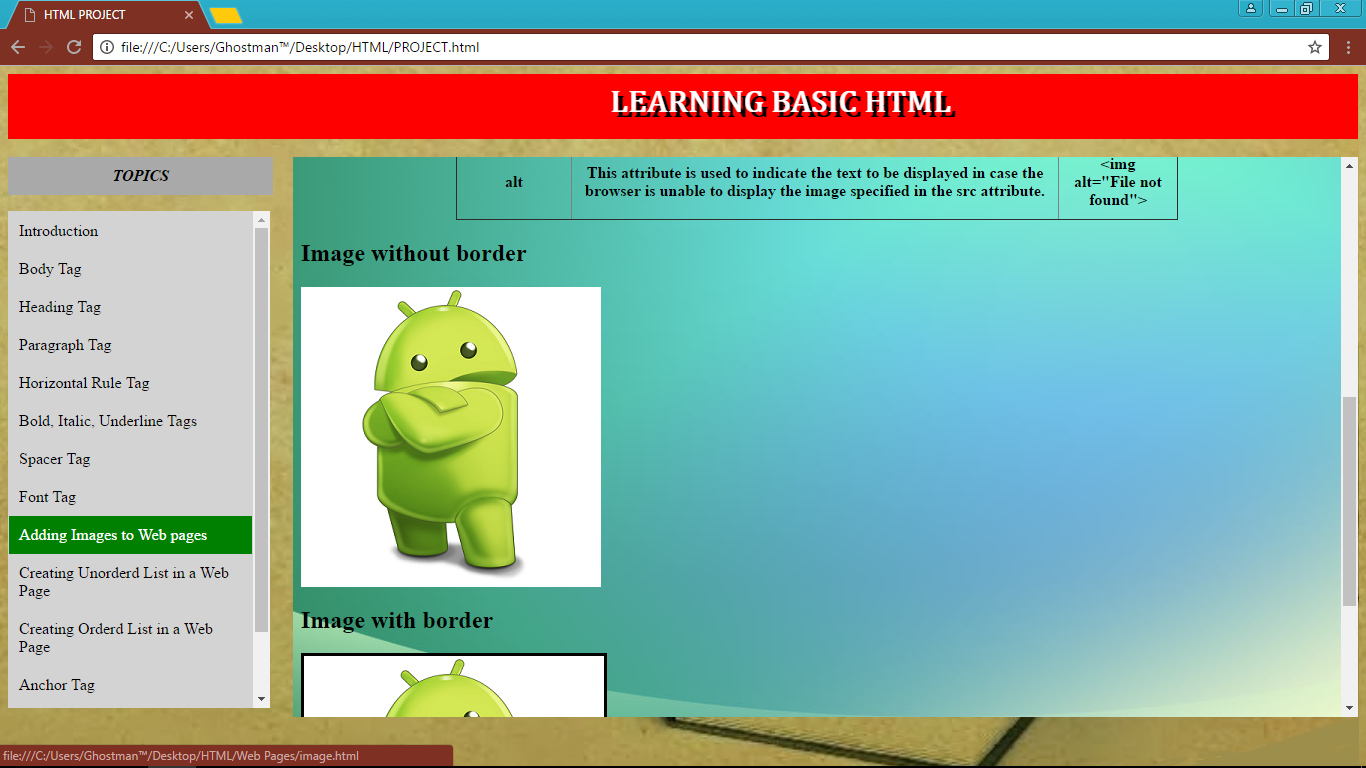 HTML PROJECT
file:///C:/Users/Ghostman™/Desktop/HTML/PROJECT.html
LEARNING BASIC HTML
TOPICS
Introduction
Body Tag
Heading Tag
Paragraph Tag
Horizontal Rule Tag
Bold, Italic, Underline Tags
Spacer Tag
Font Tag
Adding Images to Web pages
Creating Unorderd List in a Web
Page
Creating Orderd List in a Web
Page
Anchor Tag
alt
This attribute is used to indicate the text to be displayed in case the
browser is unable to display the image specified in the src attribute.
<img
alt="File not
found">
Image without border
Image with border
file:///C:/Users/Ghostman™/Desktop/HTML/Web Pages/image.html